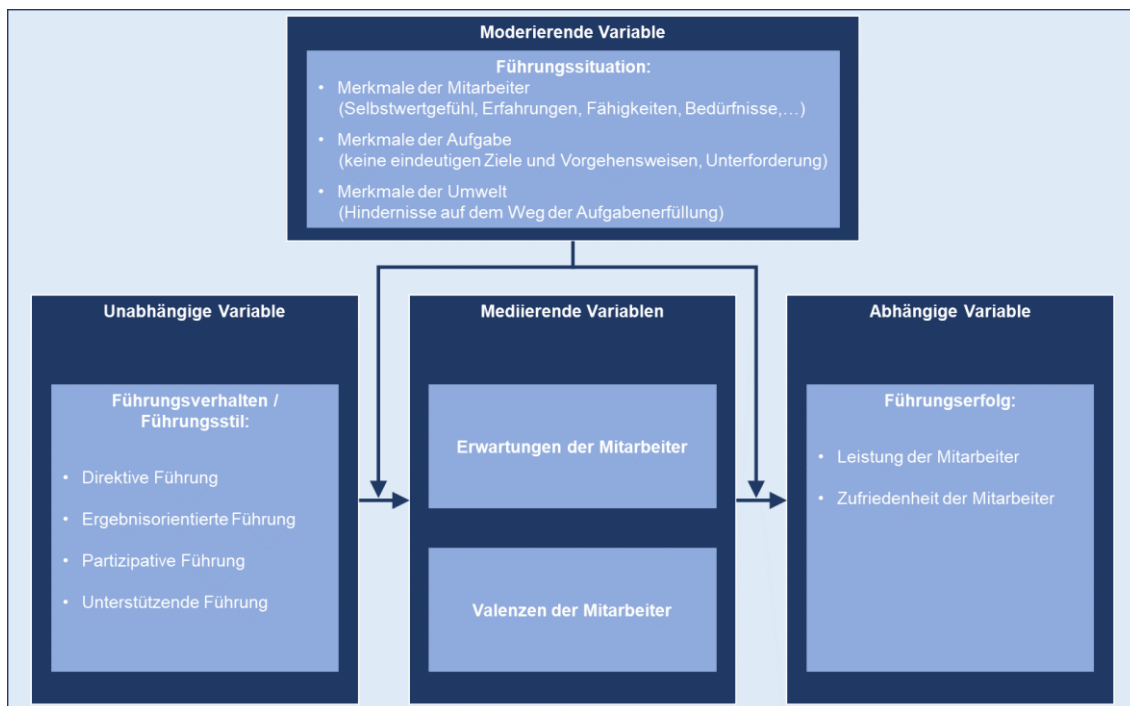 Moderierende Variable
Führungssituation:
• Merkmale der Mitarbeiter
(Selbstwertgefühl, Erfahrungen, Fähigkeiten, Bedürfnisse,…)
• Merkmale der Aufgabe
(keine eindeutigen Ziele und Vorgehensweisen, Unterforderung)
• Merkmale der Umwelt
(Hindernisse auf dem Weg der Aufgabenerfüllung)
Unabhängige Variable
Führungsverhalten /
Führungsstil:
• Direktive Führung
• Ergebnisorientierte Führung
• Partizipative Führung
• Unterstützende Führung
Mediierende Variablen
Erwartungen der Mitarbeiter
Valenzen der Mitarbeiter
Abhängige Variable
Führungserfolg:
• Leistung der Mitarbeiter
• Zufriedenheit der Mitarbeiter